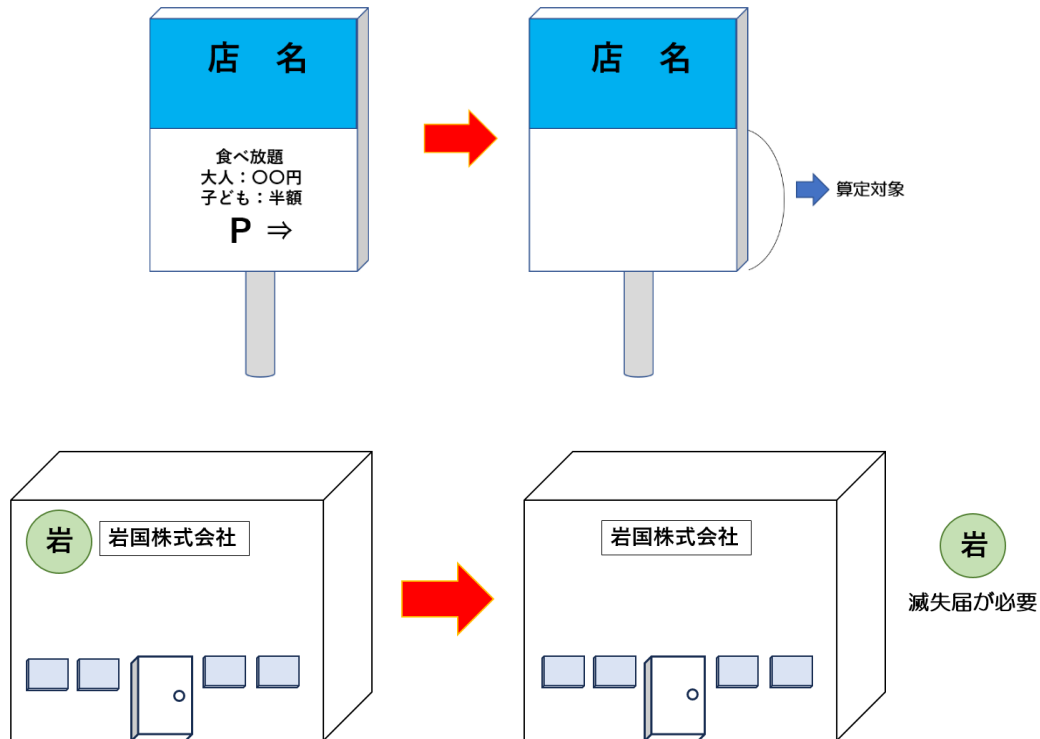 店　名
食べ放題
大人：〇〇円
子ども：半額
P ⇒
店　名
算定対象
岩
岩国株式会社
岩国株式会社
岩
滅失届が必要